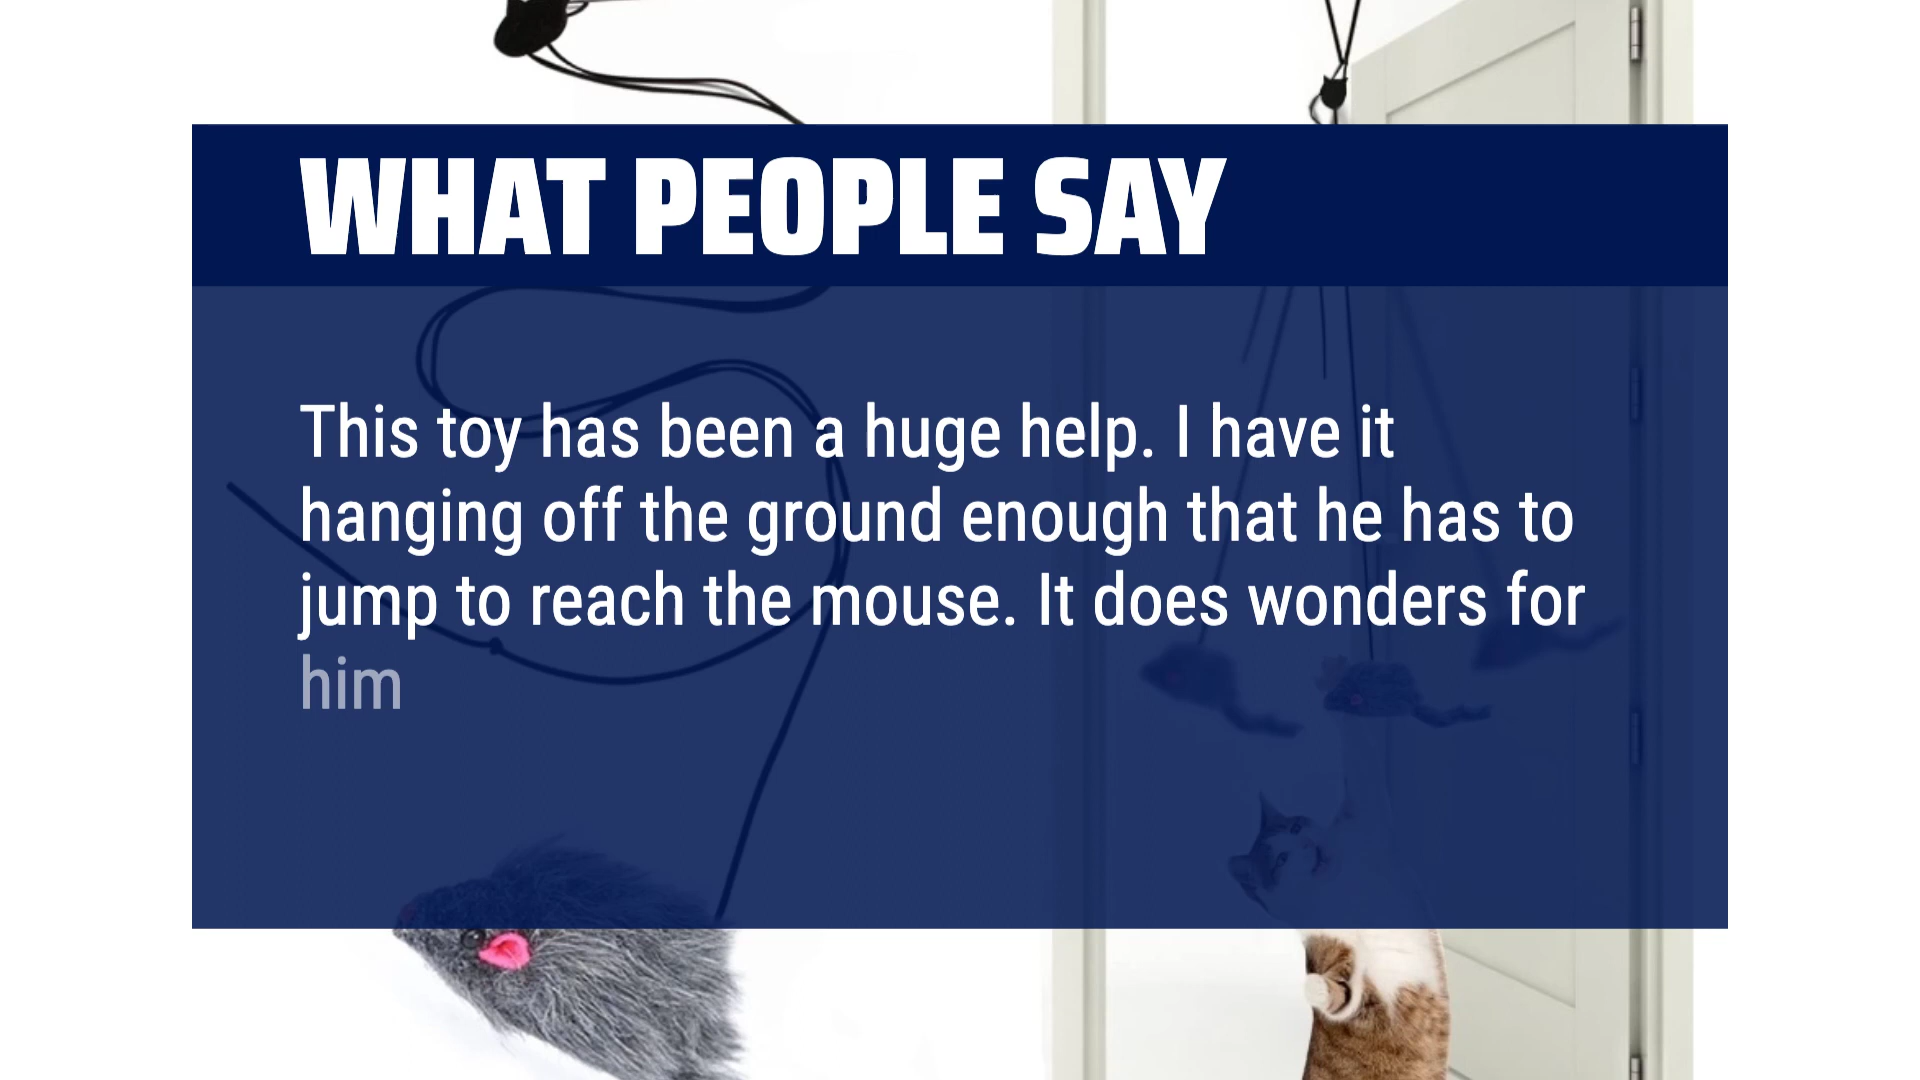 WHAT PEOPLE SAY
This toy has been a huge help. I have it
hanging off the ground enough that he has to
jump to reach the mouse. It does wonders for
him